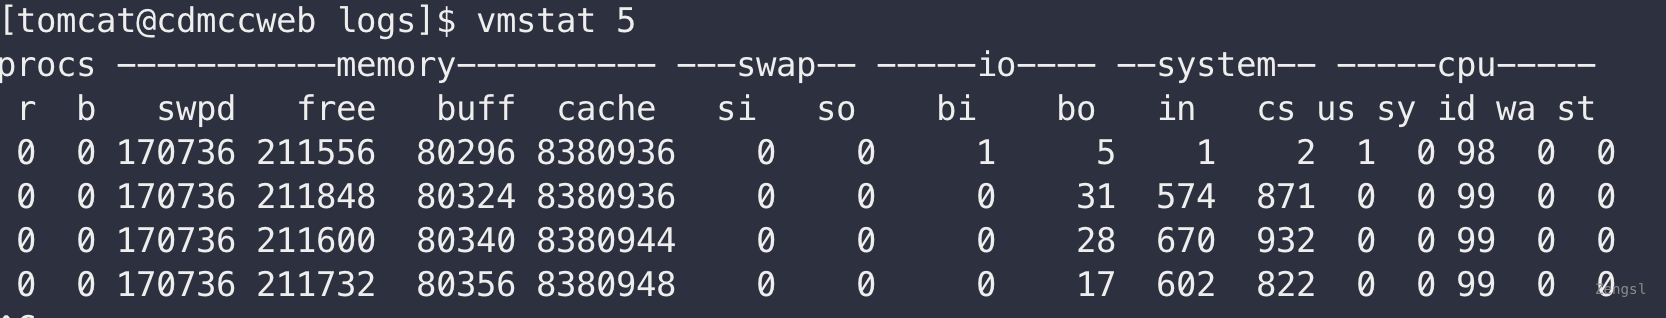 [tomcat@cdmccweb logs]$ vmstat 5
procs -----------memory---------- ---swap-- -----io---- --system-- -----cpu-----
 r  b   swpd   free   buff  cache   si   so    bi    bo   in   cs us sy id wa st
 0  0 170736 211556  80296 8380936    0    0     1     5    1    2  1  0 98  0  0
 0  0 170736 211848  80324 8380936    0    0     0    31  574  871  0  0 99  0  0
 0  0 170736 211600  80340 8380944    0    0     0    28  670  932  0  0 99  0  0
 0  0 170736 211732  80356 8380948    0    0     0    17  602  822  0  0 99  0  0
Zengsl